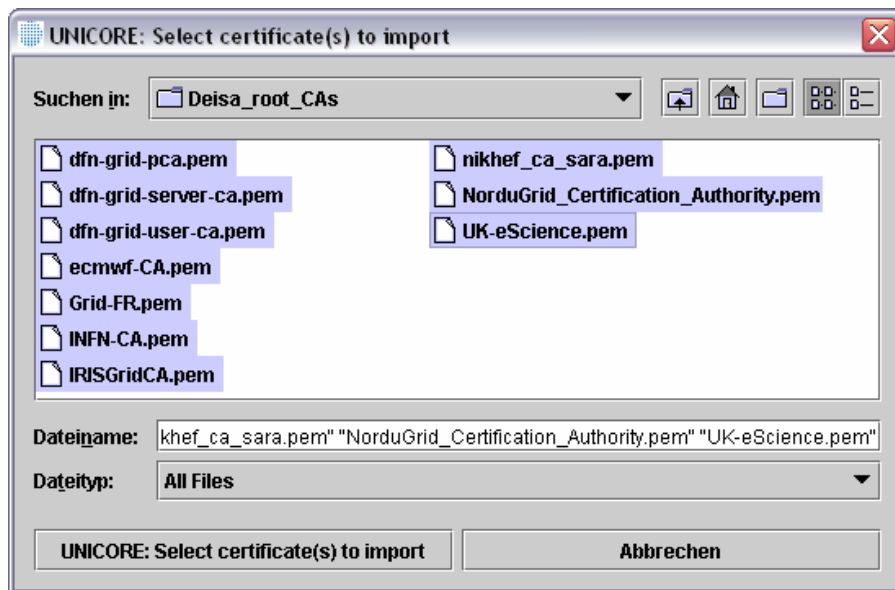 UNICORE: Select certificate(s) to import
Suchen in: Deisa_root_CAs
dfn-grid-pca.pem
dfn-grid-server-ca.pem
dfn-grid-user-ca.pem
ecmwf-CA.pem
Grid-FR.pem
INFN-CA.pem
IRISGridCA.pem
nikhef_ca_sara.pem
NorduGrid_Certification_Authority.pem
UK-eScience.pem
Dateiname: khef_ca_sara.pem" "NorduGrid_Certification_Authority.pem" "UK-eScience.pem"
Dateityp: All Files
UNICORE: Select certificate(s) to import Abbrechen